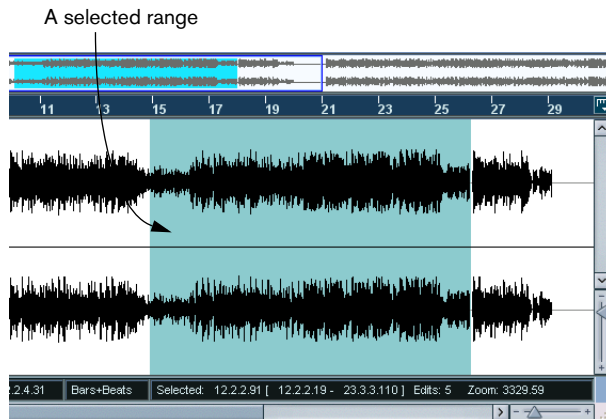 A selected range
11 13 15 17 19 21 23 25 27 29
2.2.4.31 Bars+Beats Selected: 12.2.2.91 [ 12.2.2.19 - 23.3.3.110 ] Edits: 5 Zoom: 3329.59